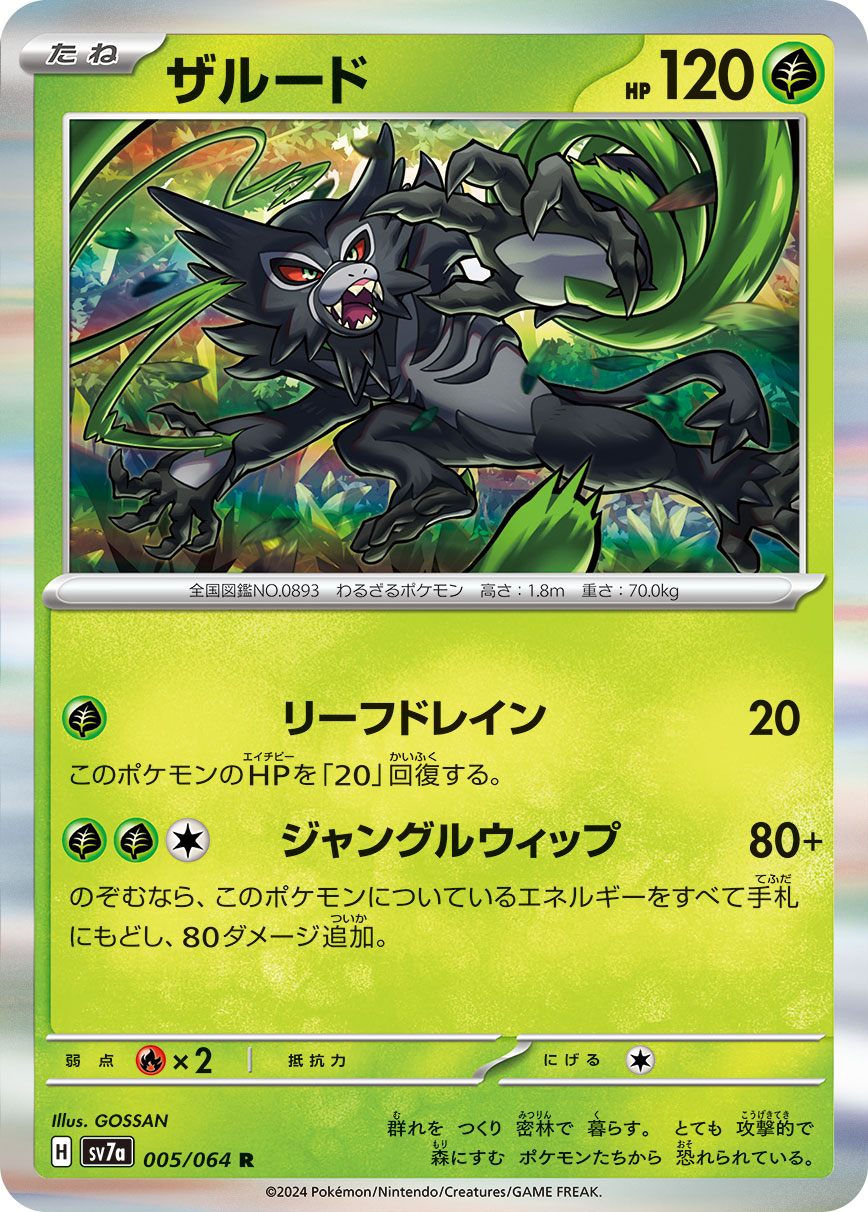 たね ザルード HP 120
全国図鑑NO.0893 わるざるポケモン 高さ：1.8m 重さ：70.0kg
リーフドレイン 20
このポケモンのHPを「20」回復する。
ジャングルウィップ 80+
のぞむなら、このポケモンについているエネルギーをすべて手札
にもどし、80ダメージ追加。
弱点 ×2 抵抗力 にげる
Illus. GOSSAN
H sv7a 005/064 R
群れを つくり 密林で 暮らす。 とても 攻撃的で
森にすむ ポケモンたちから 恐れられている。
©2024 Pokémon/Nintendo/Creatures/GAME FREAK.